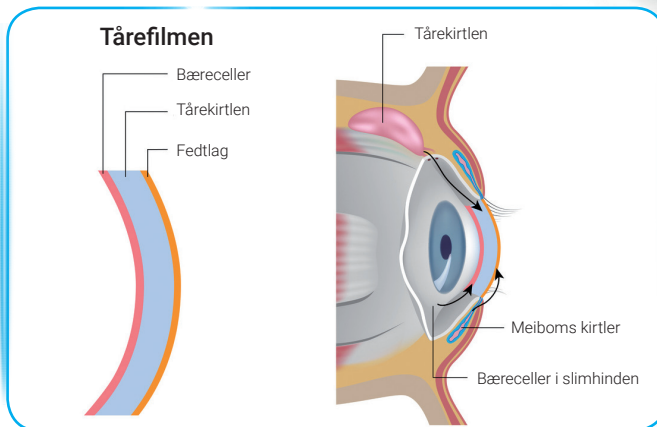 Tårefilmen
Bæreceller
Tårekirtlen
Fedtlag
Tårekirtlen
Meiboms kirtler
Bæreceller i slimhinden